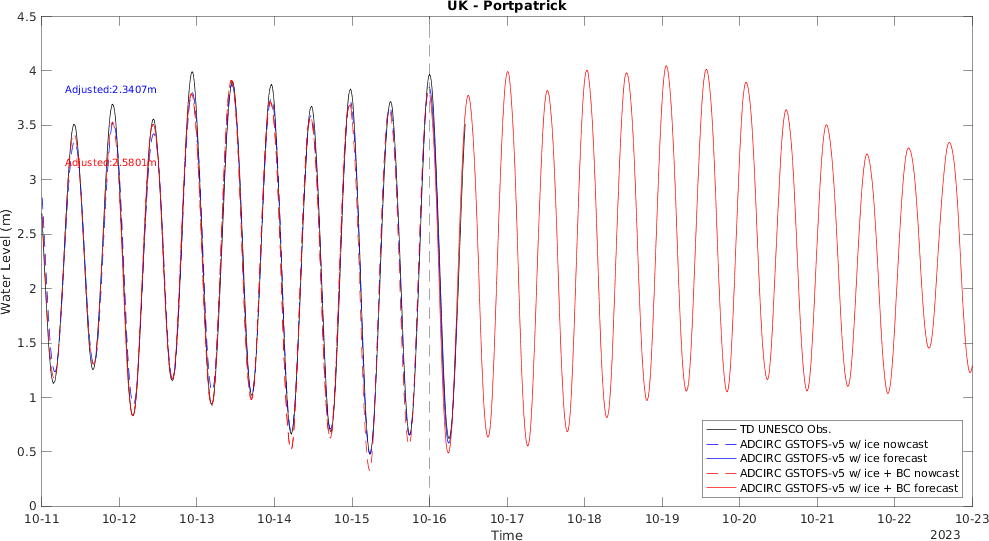 UK - Portpatrick
4.5
4
3.5
3
2.5
2
1.5
1
0.5
0
Water Level (m)
Adjusted:2.3407m
Adjusted:2.5801m
TD UNESCO Obs.
ADCIRC GSTOFS-v5 w/ ice nowcast
ADCIRC GSTOFS-v5 w/ ice forecast
ADCIRC GSTOFS-v5 w/ ice + BC nowcast
ADCIRC GSTOFS-v5 w/ ice + BC forecast
10-11 10-12 10-13 10-14 10-15 10-16 10-17 10-18 10-19 10-20 10-21 10-22 10-23
Time
2023